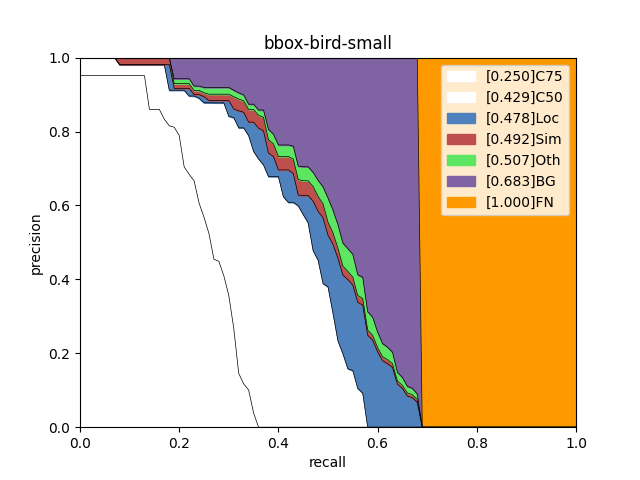 bbox-bird-small
1.0
0.8
0.6
0.4
0.2
0.0
precision
0.0 0.2 0.4 0.6 0.8 1.0
recall
[0.250]C75
[0.429]C50
[0.478]Loc
[0.492]Sim
[0.507]Oth
[0.683]BG
[1.000]FN